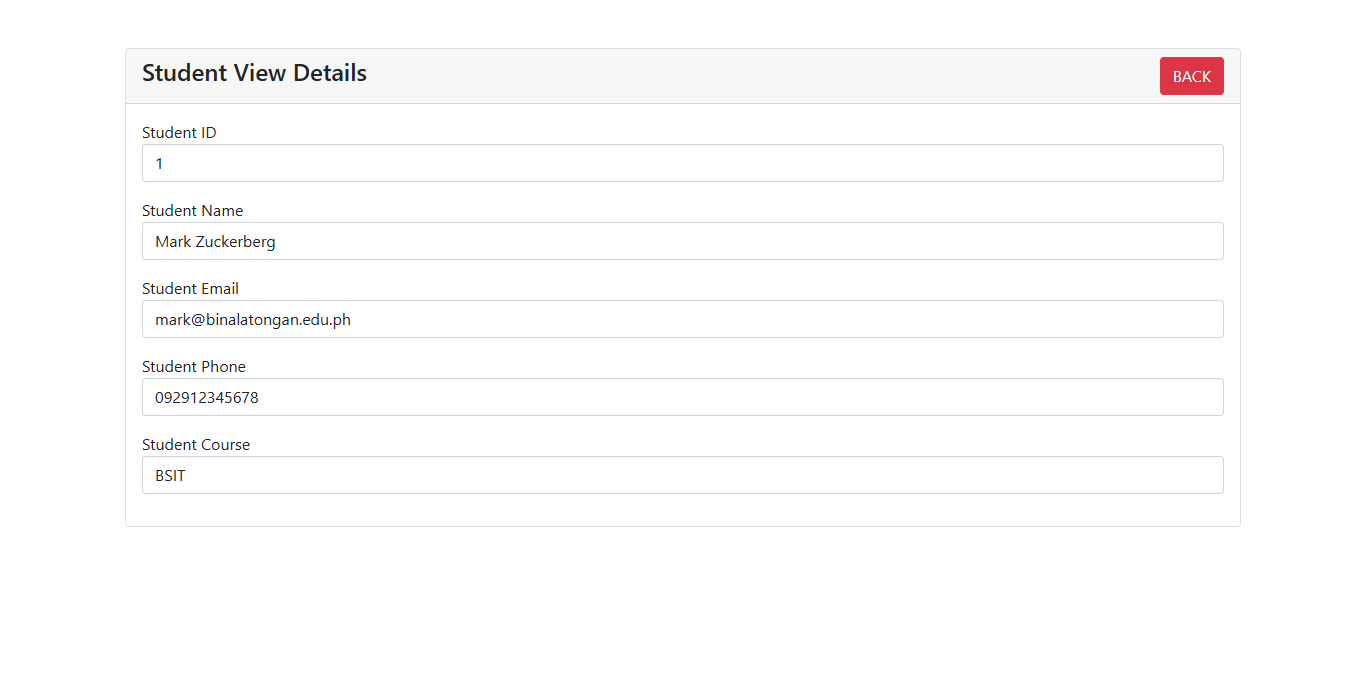 Student View Details
BACK
Student ID
1
Student Name
Mark Zuckerberg
Student Email
mark@binalatongan.edu.ph
Student Phone
092912345678
Student Course
BSIT